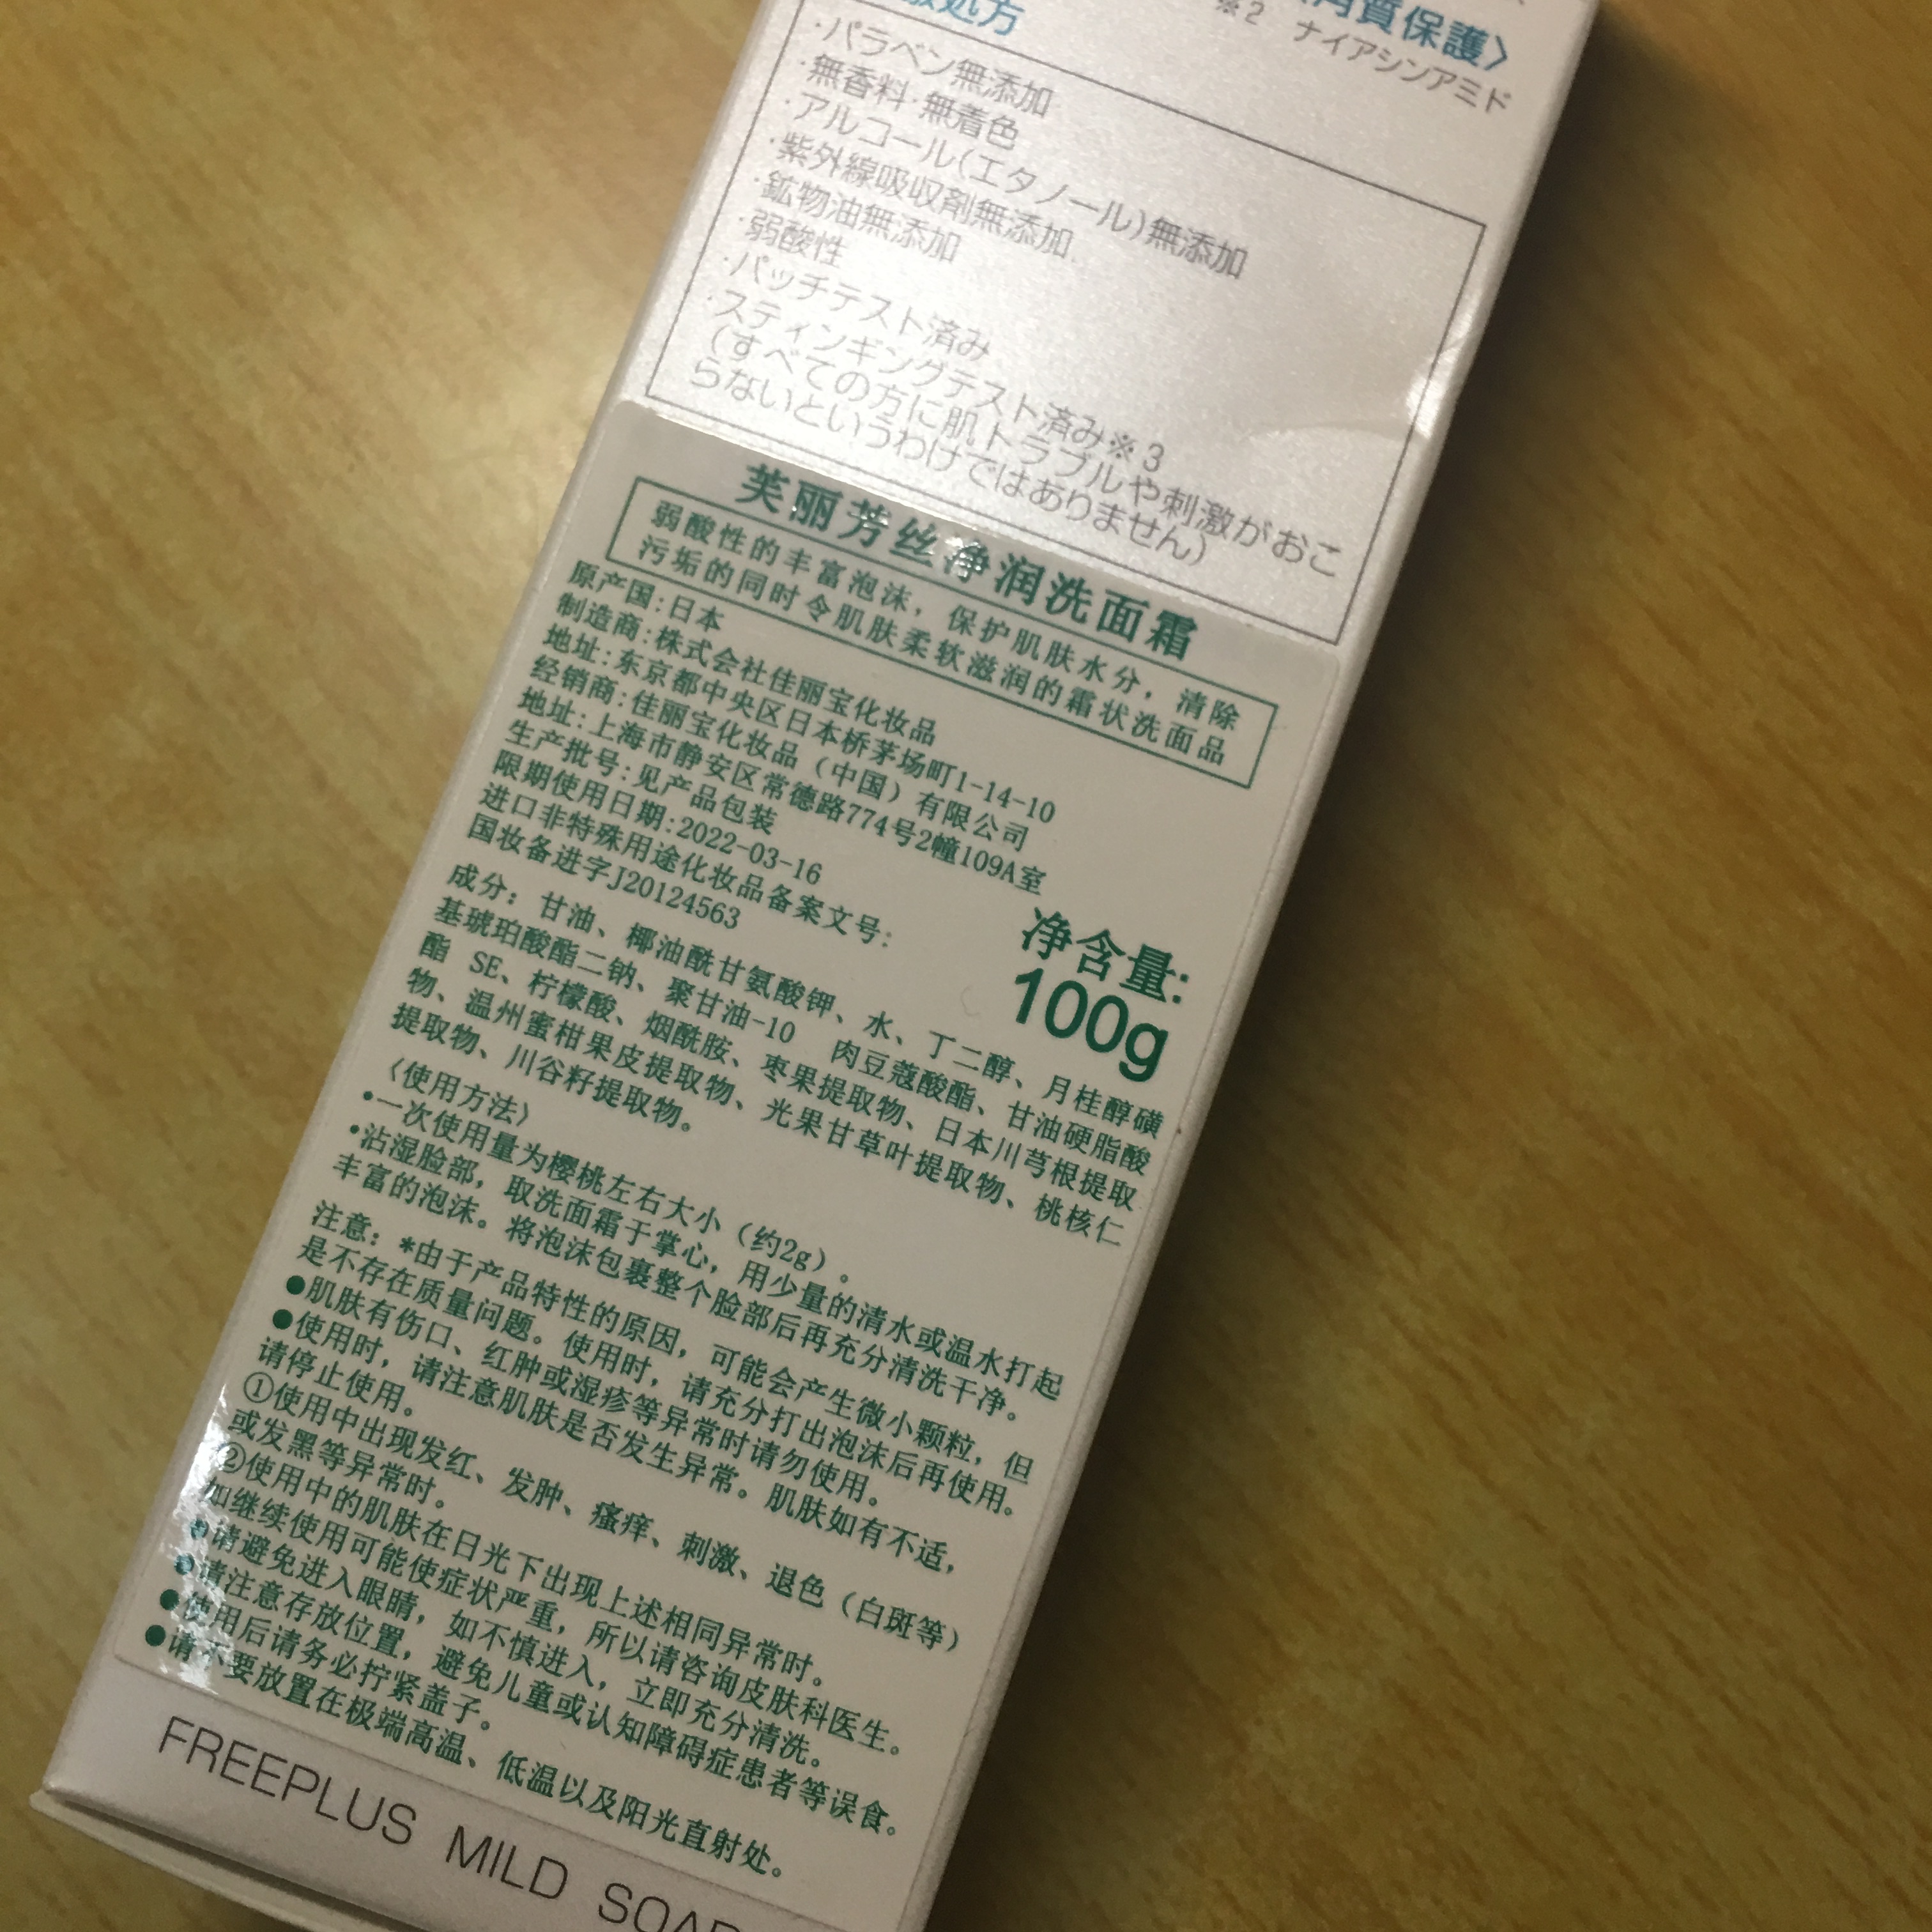 角質保護〉
※2 ナイアシンアミド
処方
・パラベン無添加
・無香料・無着色
・アルコール(エタノール)無添加
・紫外線吸収剤無添加
・鉱物油無添加
・弱酸性
・パッチテスト済み
・スティンギングテスト済み※3
(すべての方に肌トラブルや刺激がおこ
らないというわけではありません)
芙丽芳丝净润洗面霜
弱酸性的丰富泡沫，保护肌肤水分，清除
污垢的同时令肌肤柔软滋润的霜状洗面品
原产国:日本
制造商:株式会社佳丽宝化妆品
地址:东京都中央区日本桥茅场町1-14-10
经销商:佳丽宝化妆品（中国）有限公司
地址:上海市静安区常德路774号2幢109A室
生产批号:见产品包装
限期使用日期:2022-03-16
进口非特殊用途化妆品备案文号:
国妆备进字J20124563
净含量:
100g
成分: 甘油、椰油酰甘氨酸钾、水、丁二醇、月桂醇磺
基琥珀酸酯二钠、聚甘油-10 肉豆蔻酸酯、甘油硬脂酸
酯 SE、柠檬酸、烟酰胺、枣果提取物、日本川芎根提取
物、温州蜜柑果皮提取物、光果甘草叶提取物、桃核仁
提取物、川谷籽提取物。
〈使用方法〉
•一次使用量为樱桃左右大小（约2g）。
•沾湿脸部，取洗面霜于掌心，用少量的清水或温水打起
丰富的泡沫。将泡沫包裹整个脸部后再充分清洗干净。
注意: *由于产品特性的原因，可能会产生微小颗粒，但
是不存在质量问题。使用时，请充分打出泡沫后再使用。
●肌肤有伤口、红肿或湿疹等异常时请勿使用。
●使用时，请注意肌肤是否发生异常。肌肤如有不适，
请停止使用。
①使用中出现发红、发肿、瘙痒、刺激、退色（白斑等）
或发黑等异常时。
②使用中的肌肤在日光下出现上述相同异常时。
如继续使用可能使症状严重，所以请咨询皮肤科医生。
●请避免进入眼睛，如不慎进入，立即充分清洗。
●请注意存放位置，避免儿童或认知障碍症患者等误食。
●使用后请务必拧紧盖子。
●请不要放置在极端高温、低温以及阳光直射处。
FREEPLUS MILD SOAP